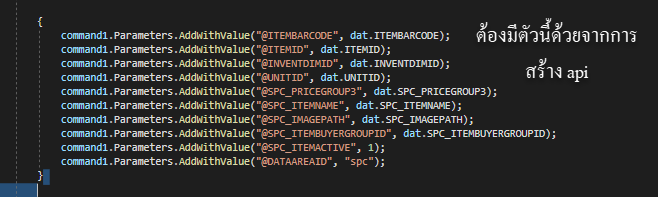 {
command1.Parameters.AddWithValue("@ITEMBARCODE", dat.ITEMBARCODE);
command1.Parameters.AddWithValue("@ITEMID", dat.ITEMID);
command1.Parameters.AddWithValue("@INVENTDIMID", dat.INVENTDIMID);
command1.Parameters.AddWithValue("@UNITID", dat.UNITID);
command1.Parameters.AddWithValue("@SPC_PRICEGROUP3", dat.SPC_PRICEGROUP3);
command1.Parameters.AddWithValue("@SPC_ITEMNAME", dat.SPC_ITEMNAME);
command1.Parameters.AddWithValue("@SPC_IMAGEPATH", dat.SPC_IMAGEPATH);
command1.Parameters.AddWithValue("@SPC_ITEMBUYERGROUPID", dat.SPC_ITEMBUYERGROUPID);
command1.Parameters.AddWithValue("@SPC_ITEMACTIVE", 1);
command1.Parameters.AddWithValue("@DATAAREAID", "spc");
}
ต้องมีตัวนี้ด้วยจากการ
สร้าง api